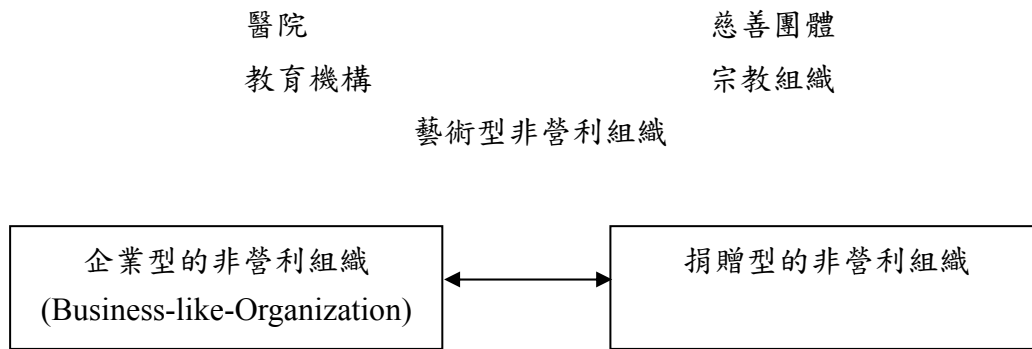 醫院 慈善團體
教育機構 宗教組織
藝術型非營利組織
企業型的非營利組織 捐贈型的非營利組織
(Business-like-Organization)